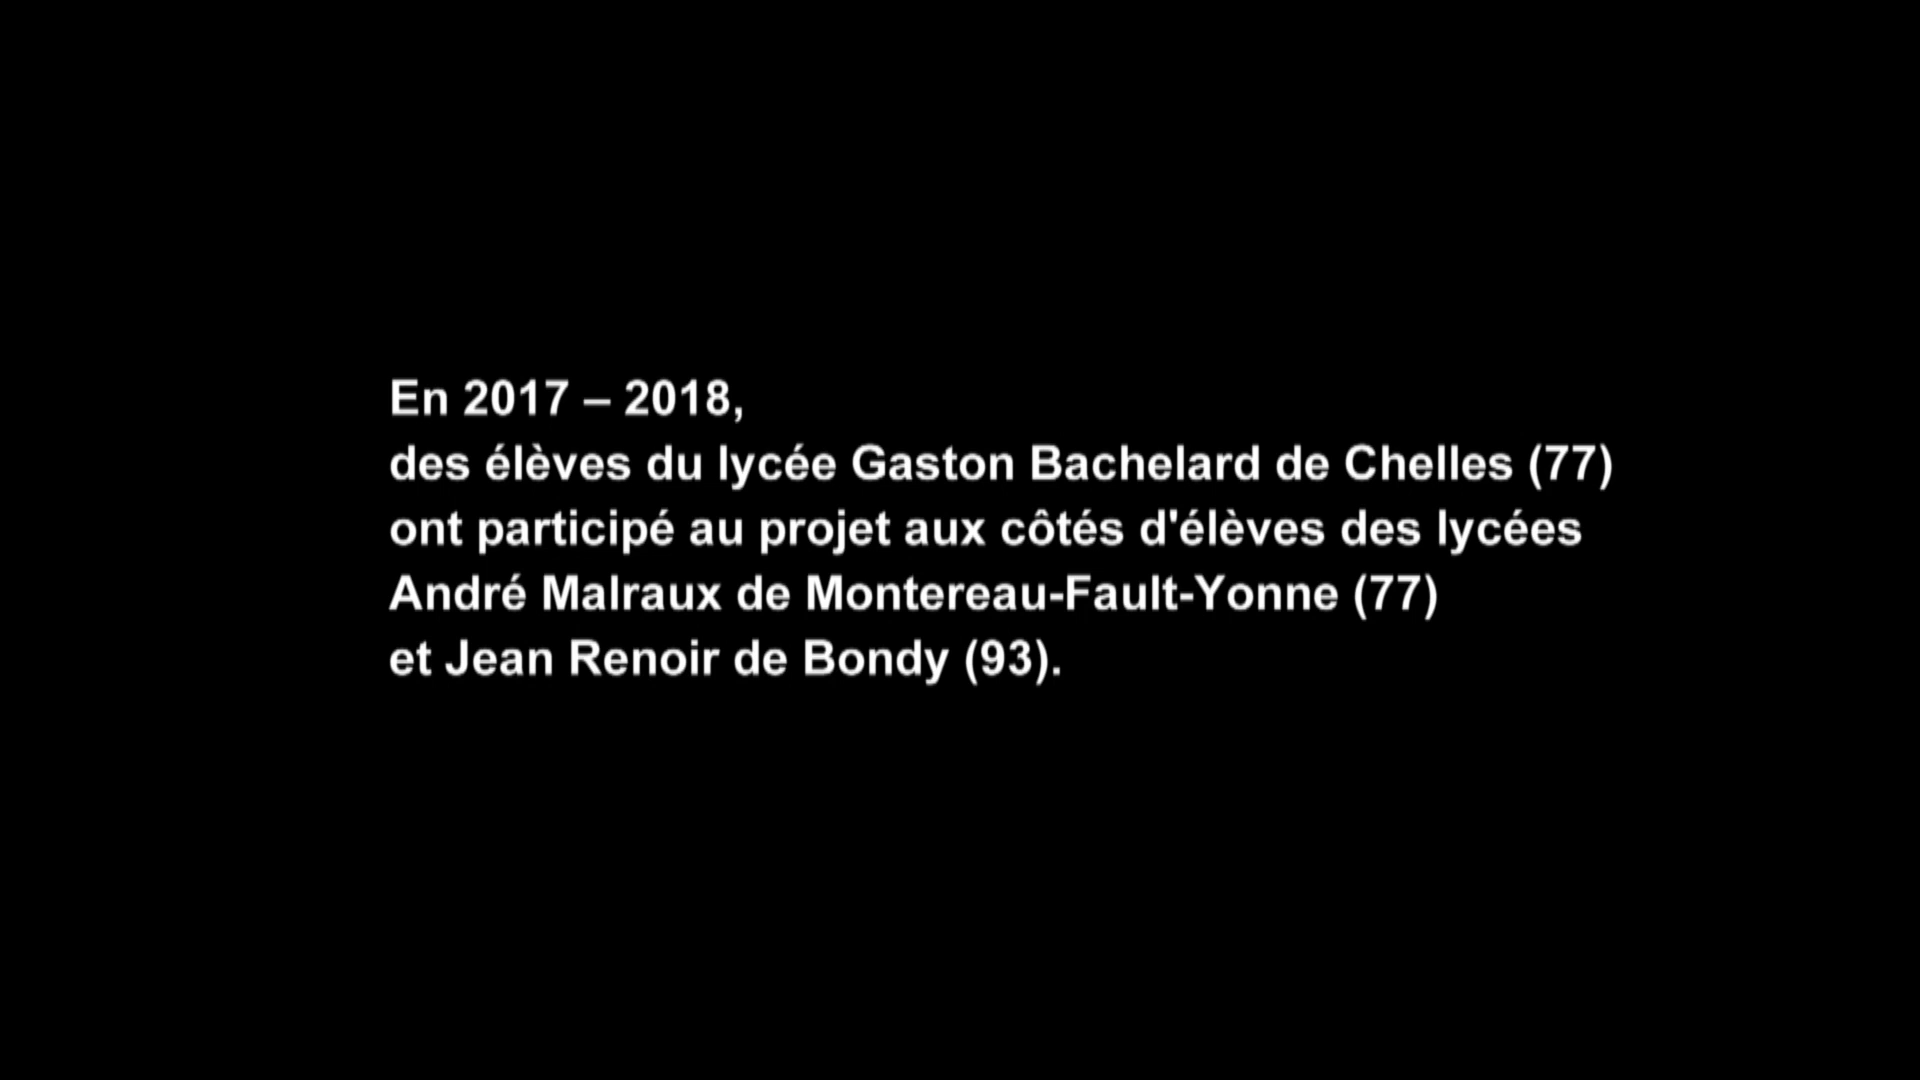 En 2017 – 2018,
des élèves du lycée Gaston Bachelard de Chelles (77)
ont participé au projet aux côtés d'élèves des lycées
André Malraux de Montereau-Fault-Yonne (77)
et Jean Renoir de Bondy (93).